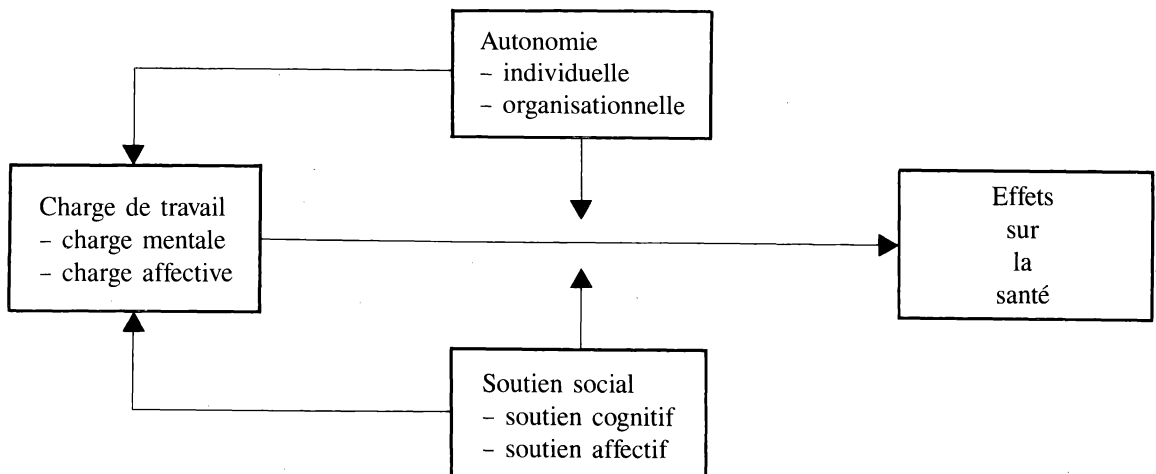 Autonomie
– individuelle
– organisationnelle
Charge de travail
– charge mentale
– charge affective
Effets
sur
la
santé
Soutien social
– soutien cognitif
– soutien affectif